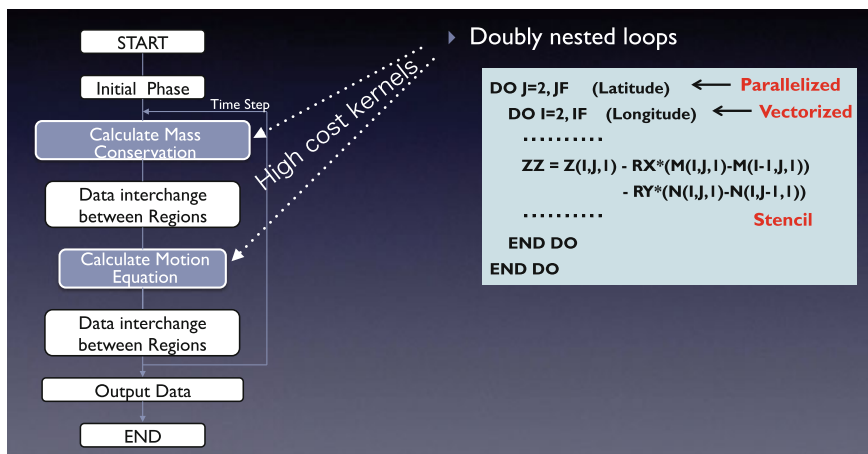 START
Initial Phase
Time Step
Calculate Mass
Conservation
Data interchange
between Regions
Calculate Motion
Equation
Data interchange
between Regions
Output Data
END
High cost kernels
Doubly nested loops
DO J=2, JF (Latitude) Parallelized
DO I=2, IF (Longitude) Vectorized
..........
ZZ = Z(I,J,1) - RX*(M(I,J,1)-M(I-1,J,1))
- RY*(N(I,J,1)-N(I,J-1,1))
..........
Stencil
END DO
END DO